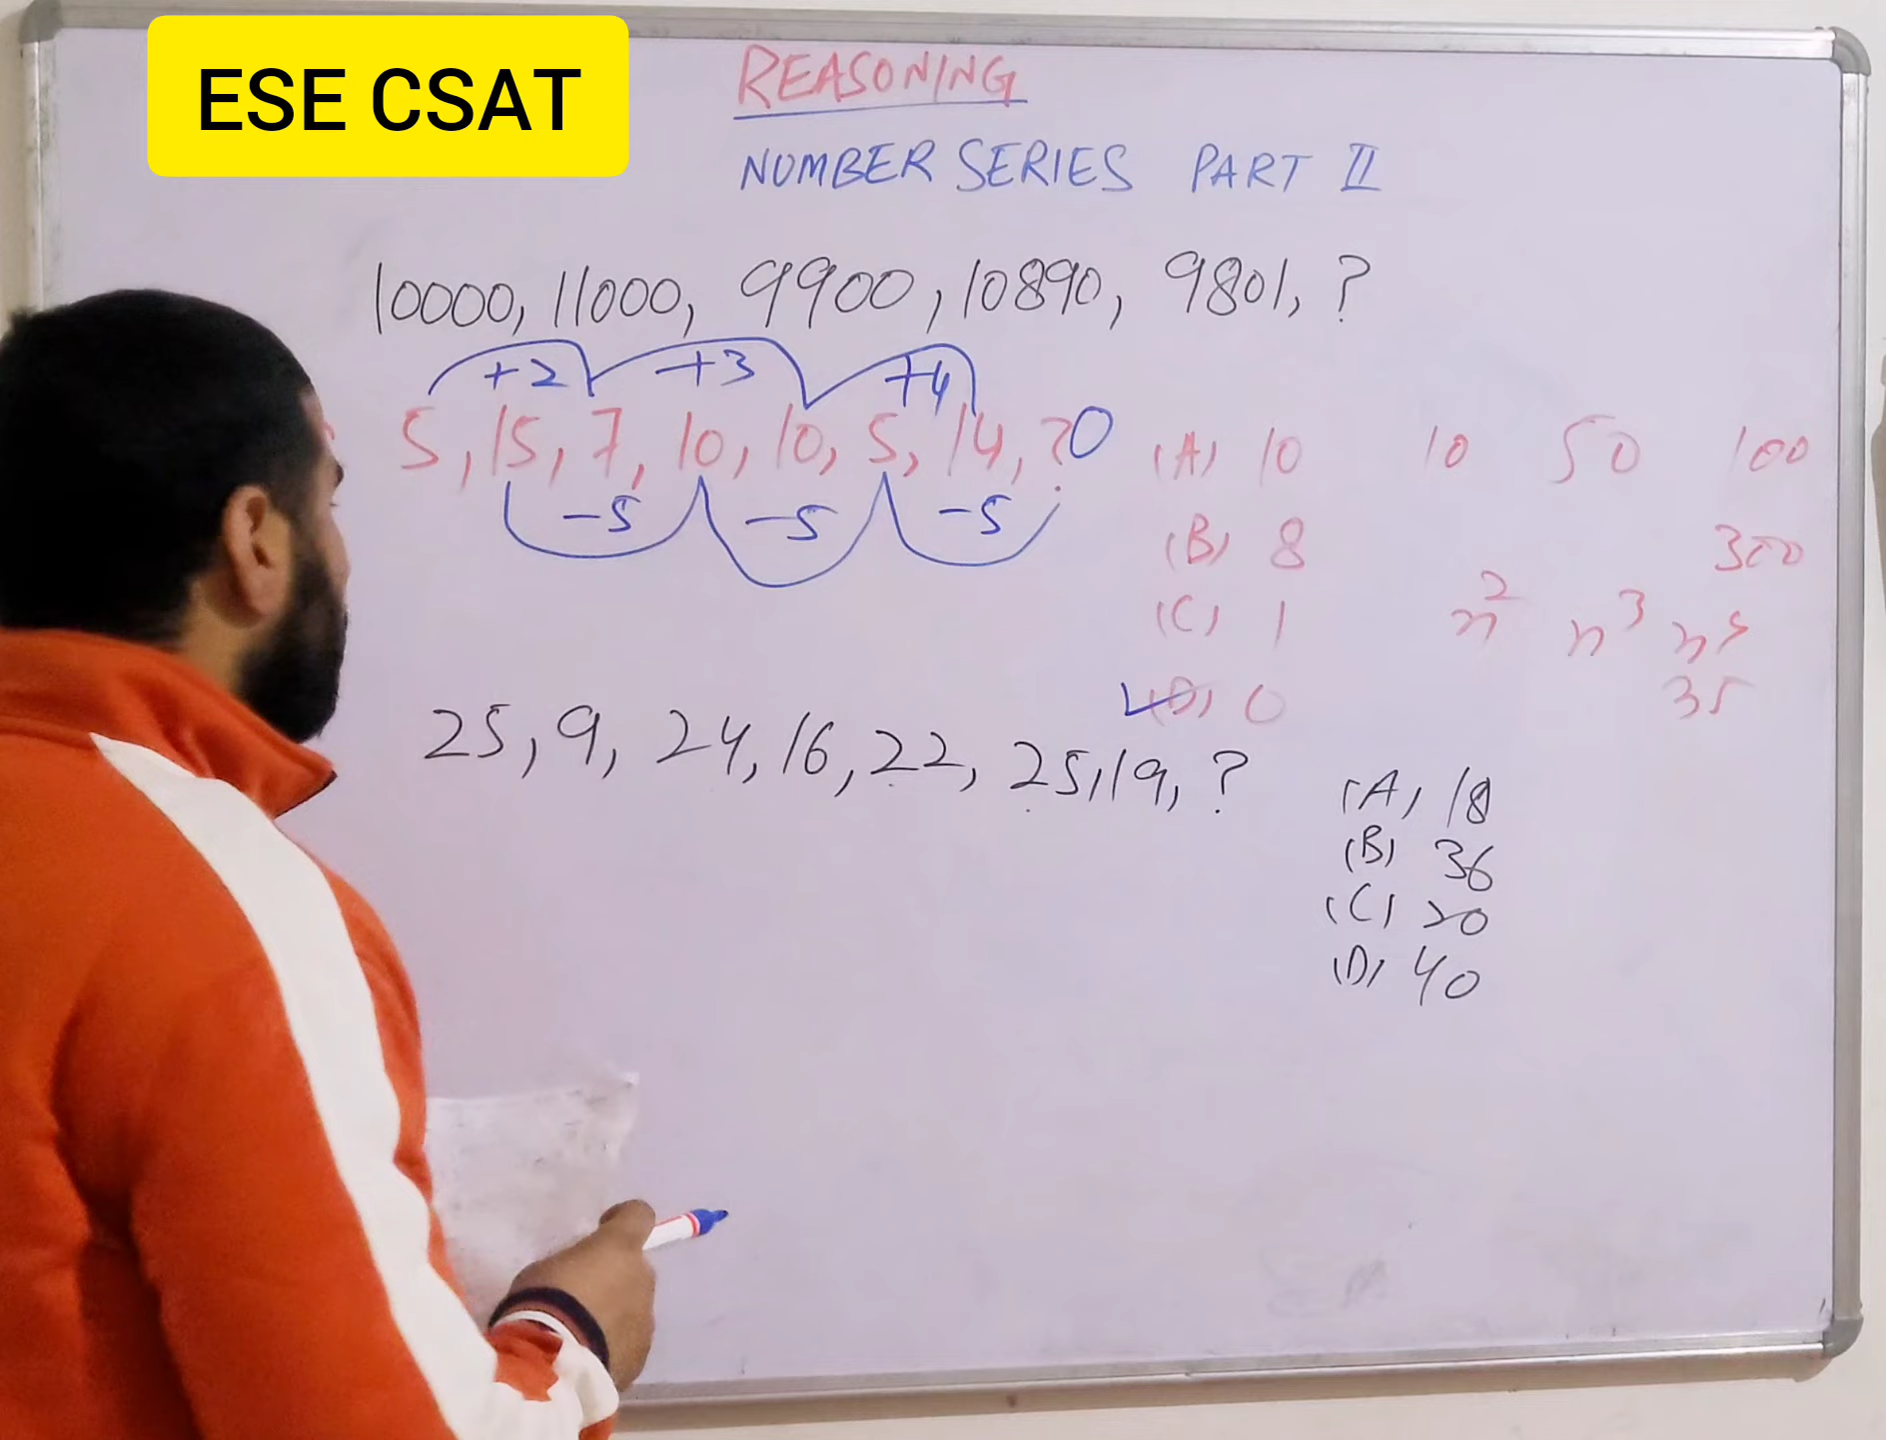 ESE CSAT
REASONING
NUMBER SERIES PART II
10000, 11000, 9900, 10890, 9801, ?
+2 +3 +4
5, 15, 7, 10, 10, 5, 14, ? 0
-5 -5 -5
(A) 10
(B) 8
(C) 1
(D) 0
10 50 100
300
n² n³ n⁵
35
25, 9, 24, 16, 22, 25, 19, ?
(A) 18
(B) 36
(C) 20
(D) 40